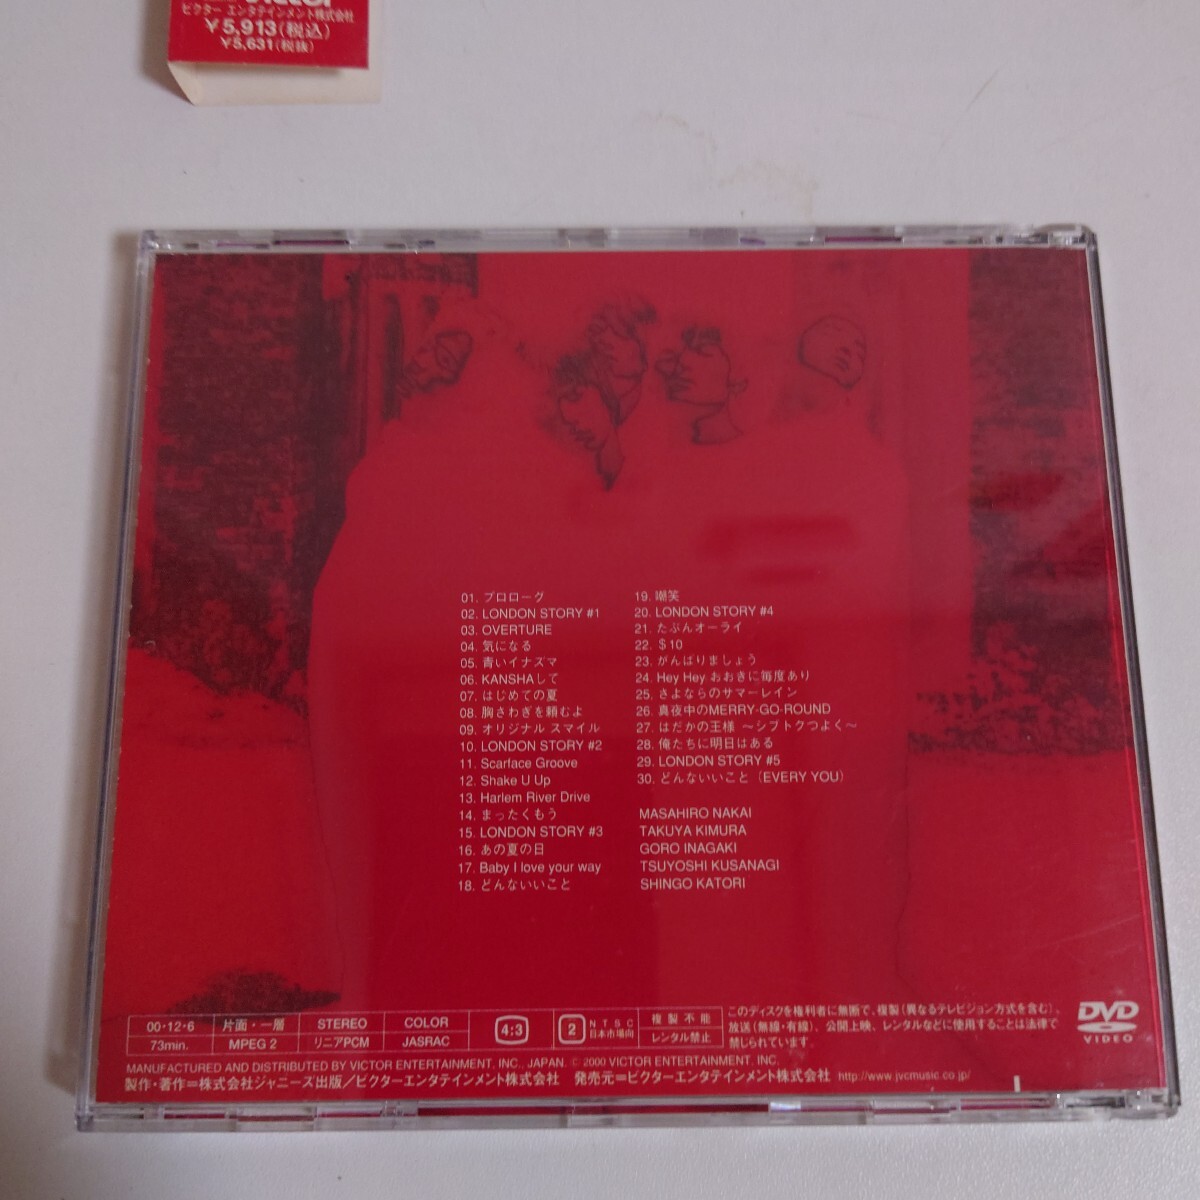 Victor
ビクター エンタテインメント株式会社
￥5,913(税込)
￥5,631(税抜)
01. プロローグ
02. LONDON STORY #1
03. OVERTURE
04. 気になる
05. 青いイナズマ
06. KANSHAして
07. はじめての夏
08. 胸さわぎを頼むよ
09. オリジナル スマイル
10. LONDON STORY #2
11. Scarface Groove
12. Shake U Up
13. Harlem River Drive
14. まったくもう
15. LONDON STORY #3
16. あの夏の日
17. Baby I love your way
18. どんないいこと
19. 嘲笑
20. LONDON STORY #4
21. たぶんオーライ
22. ＄10
23. がんばりましょう
24. Hey Hey おおきに毎度あり
25. さよならのサマーレイン
26. 真夜中のMERRY-GO-ROUND
27. はだかの王様 〜シブトクつよく〜
28. 俺たちに明日はある
29. LONDON STORY #5
30. どんないいこと（EVERY YOU）
MASAHIRO NAKAI
TAKUYA KIMURA
GORO INAGAKI
TSUYOSHI KUSANAGI
SHINGO KATORI
00・12・6 片面・一層 STEREO COLOR
73min. MPEG 2 リニアPCM JASRAC
4:3
2
NTSC
日本市場向
複製不能
レンタル禁止
このディスクを権利者に無断で、複製（異なるテレビジョン方式を含む）、
放送（無線・有線）、公開上映、レンタルなどに使用することは法律で
禁じられています。
DVD
VIDEO
MANUFACTURED AND DISTRIBUTED BY VICTOR ENTERTAINMENT, INC., JAPAN. Ⓒ 2000 VICTOR ENTERTAINMENT, INC.
製作・著作＝株式会社ジャニーズ出版／ビクターエンタテインメント株式会社 発売元＝ビクターエンタテインメント株式会社 http://www.jvcmusic.co.jp/